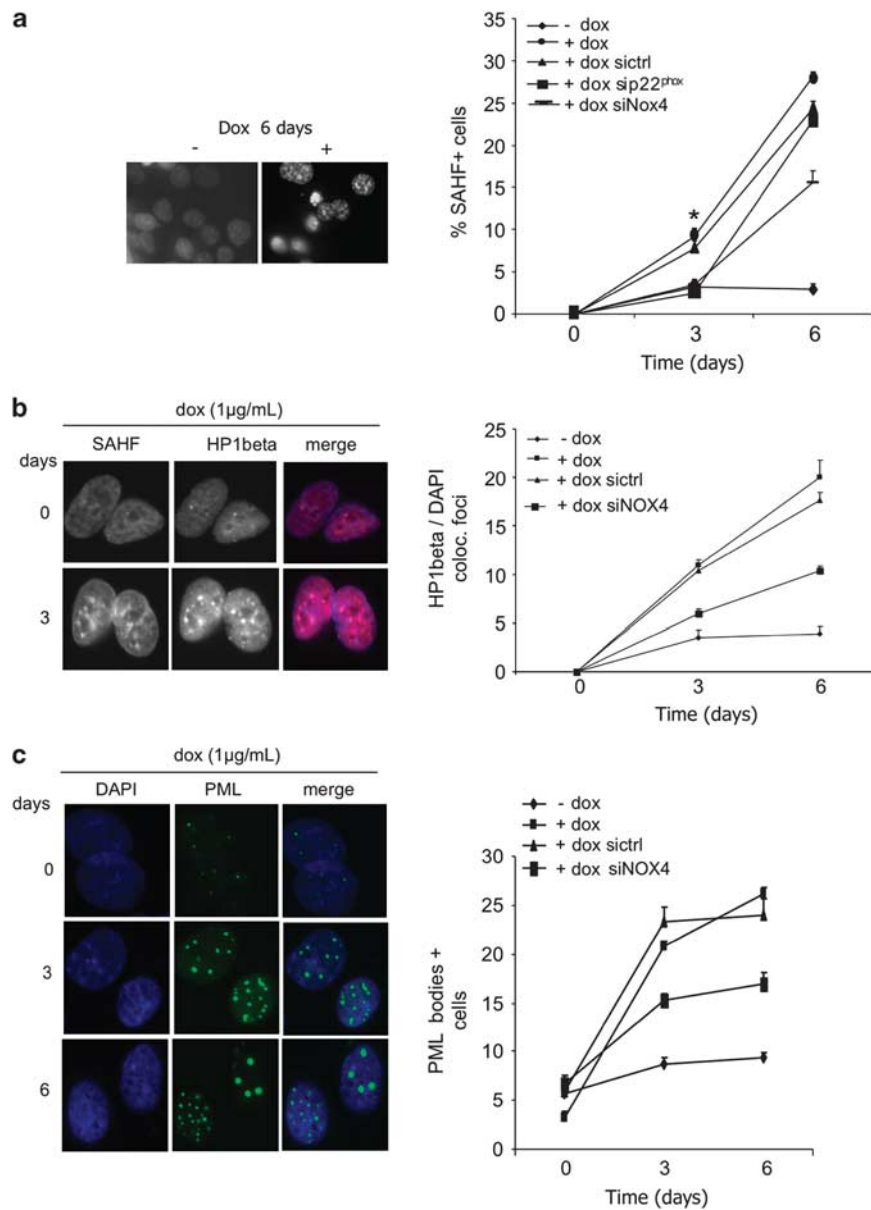 a
Dox 6 days
- +
% SAHF+ cells
35
30
25
20
15
10
5
0
- dox
+ dox
+ dox sictrl
+ dox sip22phox
+ dox siNox4
*
0 3 6
Time (days)
b
dox (1µg/mL)
days SAHF HP1beta merge
0
3
HP1beta / DAPI
coloc. foci
25
20
15
10
5
0
- dox
+ dox
+ dox sictrl
+ dox siNOX4
0 3 6
Time (days)
c
dox (1µg/mL)
days DAPI PML merge
0
3
6
PML bodies +
cells
30
25
20
15
10
5
0
- dox
+ dox
+ dox sictrl
+ dox siNOX4
0 3 6
Time (days)